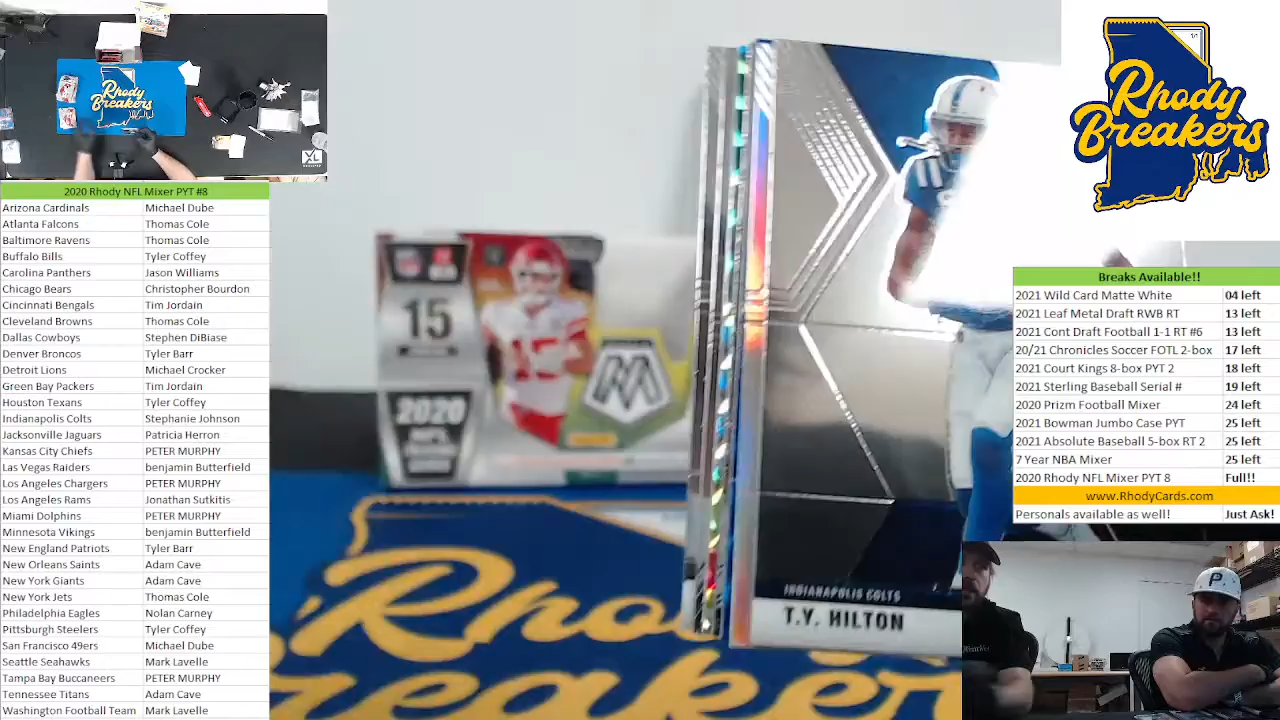 XL
2020 Rhody NFL Mixer PYT #8
Arizona Cardinals Michael Dube
Atlanta Falcons Thomas Cole
Baltimore Ravens Thomas Cole
Buffalo Bills Tyler Coffey
Carolina Panthers Jason Williams
Chicago Bears Christopher Bourdon
Cincinnati Bengals Tim Jordain
Cleveland Browns Thomas Cole
Dallas Cowboys Stephen DiBiase
Denver Broncos Tyler Barr
Detroit Lions Michael Crocker
Green Bay Packers Tim Jordain
Houston Texans Tyler Coffey
Indianapolis Colts Stephanie Johnson
Jacksonville Jaguars Patricia Herron
Kansas City Chiefs PETER MURPHY
Las Vegas Raiders benjamin Butterfield
Los Angeles Chargers PETER MURPHY
Los Angeles Rams Jonathan Sutkitis
Miami Dolphins PETER MURPHY
Minnesota Vikings benjamin Butterfield
New England Patriots Tyler Barr
New Orleans Saints Adam Cave
New York Giants Adam Cave
New York Jets Thomas Cole
Philadelphia Eagles Nolan Carney
Pittsburgh Steelers Tyler Coffey
San Francisco 49ers Michael Dube
Seattle Seahawks Mark Lavelle
Tampa Bay Buccaneers PETER MURPHY
Tennessee Titans Adam Cave
Washington Football Team Mark Lavelle
Rhody
Breakers
15
2020
M
INDIANAPOLIS COLTS
T.Y. HILTON
Rho
Breaker
Rhody
Breakers
Breaks Available!!
2021 Wild Card Matte White 04 left
2021 Leaf Metal Draft RWB RT 13 left
2021 Cont Draft Football 1-1 RT #6 13 left
20/21 Chronicles Soccer FOTL 2-box 17 left
2021 Court Kings 8-box PYT 2 18 left
2021 Sterling Baseball Serial # 19 left
2020 Prizm Football Mixer 24 left
2021 Bowman Jumbo Case PYT 25 left
2021 Absolute Baseball 5-box RT 2 25 left
7 Year NBA Mixer 25 left
2020 Rhody NFL Mixer PYT 8 Full!!
www.RhodyCards.com
Personals available as well! Just Ask!
P